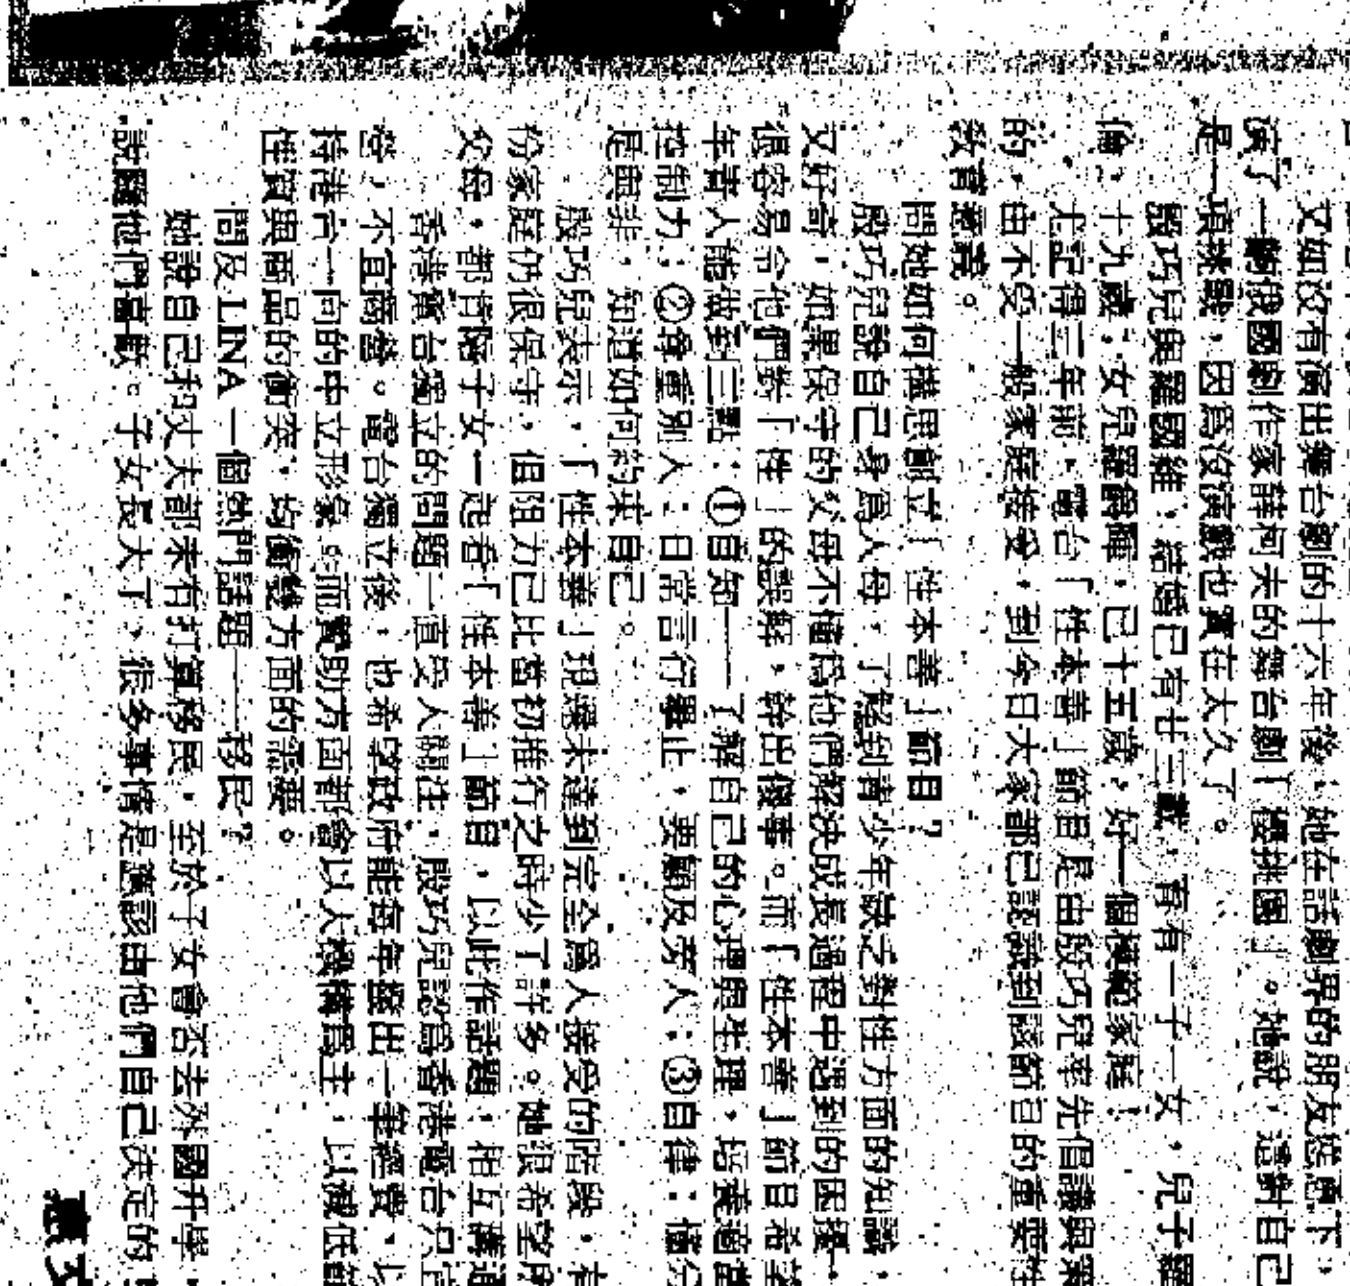 又如沒有演出舞台劇的十六年後，她在話劇界的朋友慫恿下，
演了一齣俄國劇作家薛柯夫的舞台劇「櫻桃園」。她說，這對自己
是一項挑戰，因爲沒演戲也實在太久了。
殷巧兒與羅國維，結婚已有廿三載，育有一子一女，兒子羅
倫，十九歲；女兒羅爵暉，已十五歲，好一個模範家庭！
尤記得三年前，電台「性本善」節目是由殷巧兒率先倡議與策
的，由不受一般家庭接受，到今日大家都已認識到該節目的重要性
教育意義。
問她如何構思創立「性本善」節目？
殷巧兒說自己身爲人母，了解到靑少年缺乏對性方面的知識，
又好奇，如果保守的父母不懂爲他們解決成長過程中遇到的困擾，
很容易令他們對「性」的誤解，幹出傻事。而「性本善」節目希望
年靑人能做到三點：①自知——了解自己的心理與生理，培養適當
控制力；②尊重別人：日常言行舉止，要顧及旁人；③自律：懂分
是與非，知道如何約束自己。
殷巧兒表示，「性本善」現雖未達到完全爲人接受的階段，有
份家庭仍很保守，但阻力已比當初推行之時少了許多。她很希望
父母，都肯陪子女一起看「性本善」節目，以此作話題，相互溝通
香港電台獨立的問題一直受人關注，殷巧兒認爲香港電台只宜
營，不宜商營。電台獨立後，也希望政府能每年撥出一筆經費，
持港台一向的中立形象。而贊助方面都會以大機構爲主，以減低節
性質與商品的衝突，均衡雙方面的需要。
問及LINA一個熱門話題——移民？
她說自己和丈夫都未有打算移民，至於子女會否去外國升學，
說隨他們喜歡。子女長大了，很多事情是應該由他們自己決定的